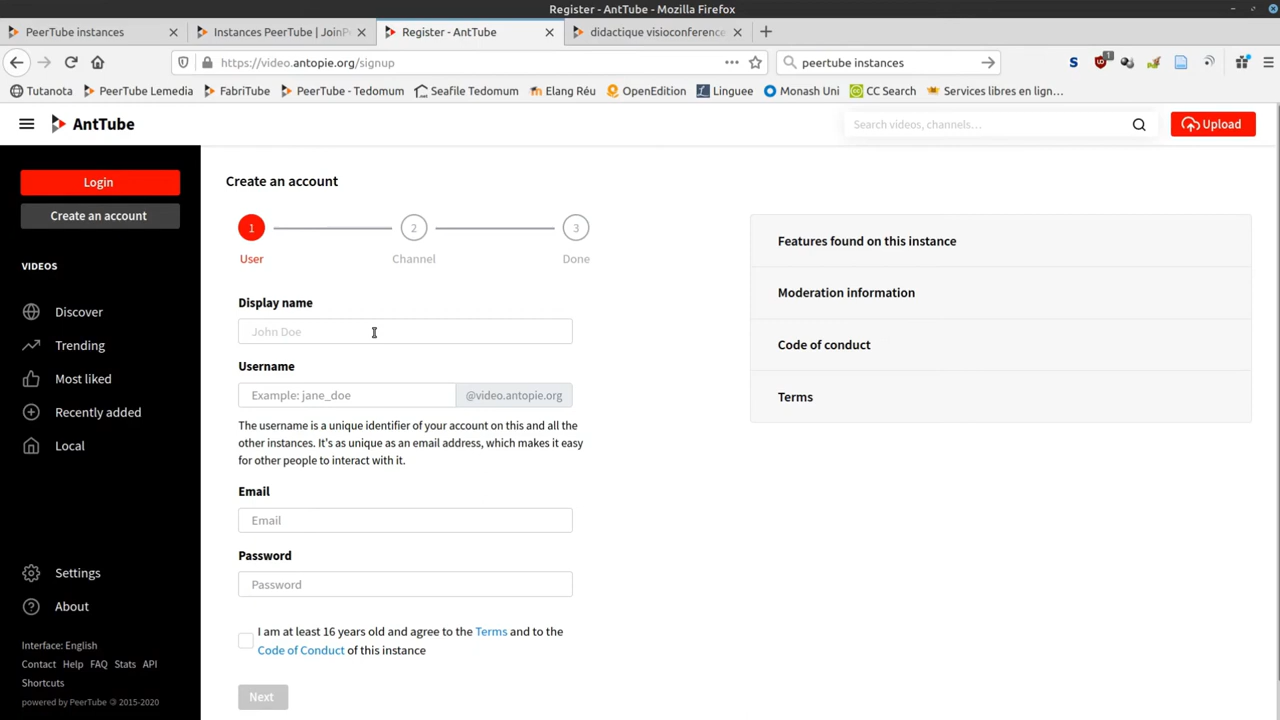 Register - AntTube - Mozilla Firefox
PeerTube instances
Instances PeerTube | JoinP
Register - AntTube
didactique visioconference
https://video.antopie.org/signup
peertube instances
Tutanota
PeerTube Lemedia
FabriTube
PeerTube - Tedomum
Seafile Tedomum
Elang Réu
OpenEdition
Linguee
Monash Uni
CC Search
Services libres en lign…
AntTube
Search videos, channels…
Upload
Login
Create an account
VIDEOS
Discover
Trending
Most liked
Recently added
Local
Settings
About
Interface: English
Contact Help FAQ Stats API
Shortcuts
powered by PeerTube © 2015-2020
Create an account
1
2
3
User
Channel
Done
Display name
John Doe
Username
Example: jane_doe
@video.antopie.org
The username is a unique identifier of your account on this and all the
other instances. It's as unique as an email address, which makes it easy
for other people to interact with it.
Email
Email
Password
Password
I am at least 16 years old and agree to the Terms and to the
Code of Conduct of this instance
Next
Features found on this instance
Moderation information
Code of conduct
Terms